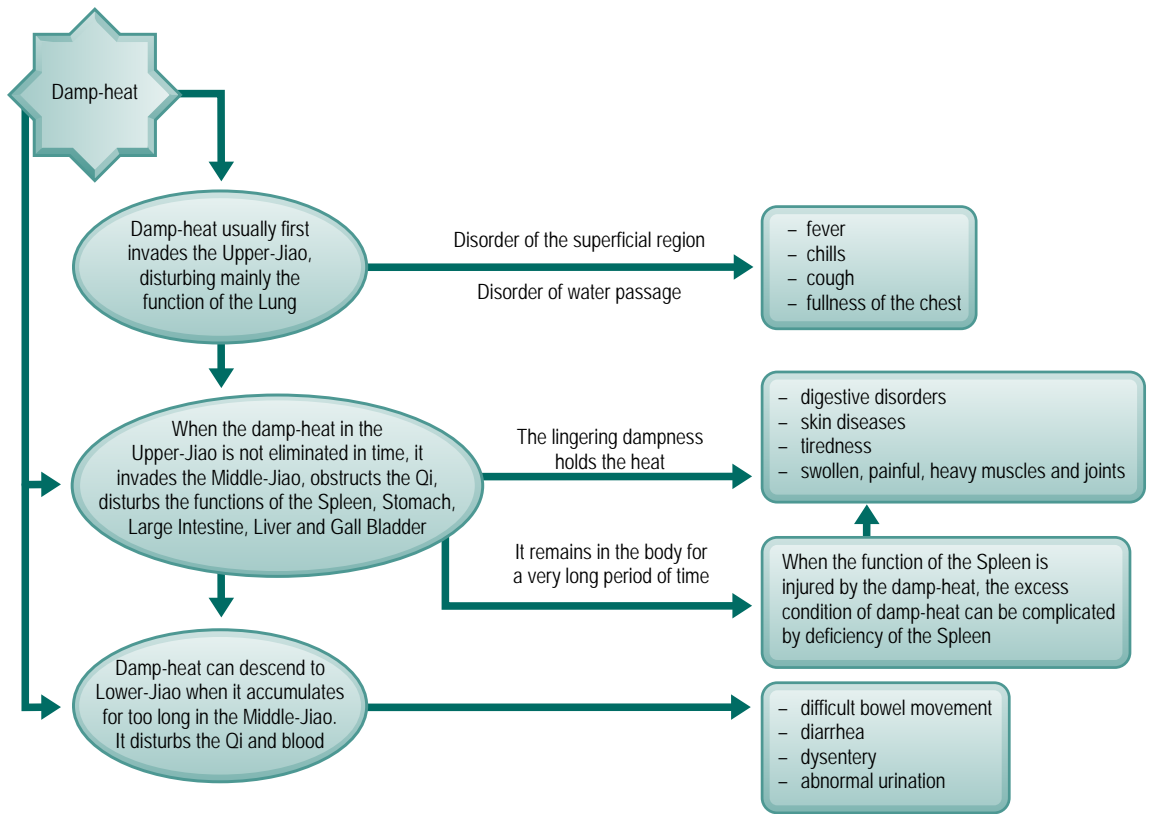 Damp-heat
Damp-heat usually first
invades the Upper-Jiao,
disturbing mainly the
function of the Lung
Disorder of the superficial region
Disorder of water passage
– fever
– chills
– cough
– fullness of the chest
When the damp-heat in the
Upper-Jiao is not eliminated in time, it
invades the Middle-Jiao, obstructs the Qi,
disturbs the functions of the Spleen, Stomach,
Large Intestine, Liver and Gall Bladder
The lingering dampness
holds the heat
– digestive disorders
– skin diseases
– tiredness
– swollen, painful, heavy muscles and joints
It remains in the body for
a very long period of time
When the function of the Spleen is
injured by the damp-heat, the excess
condition of damp-heat can be complicated
by deficiency of the Spleen
Damp-heat can descend to
Lower-Jiao when it accumulates
for too long in the Middle-Jiao.
It disturbs the Qi and blood
– difficult bowel movement
– diarrhea
– dysentery
– abnormal urination